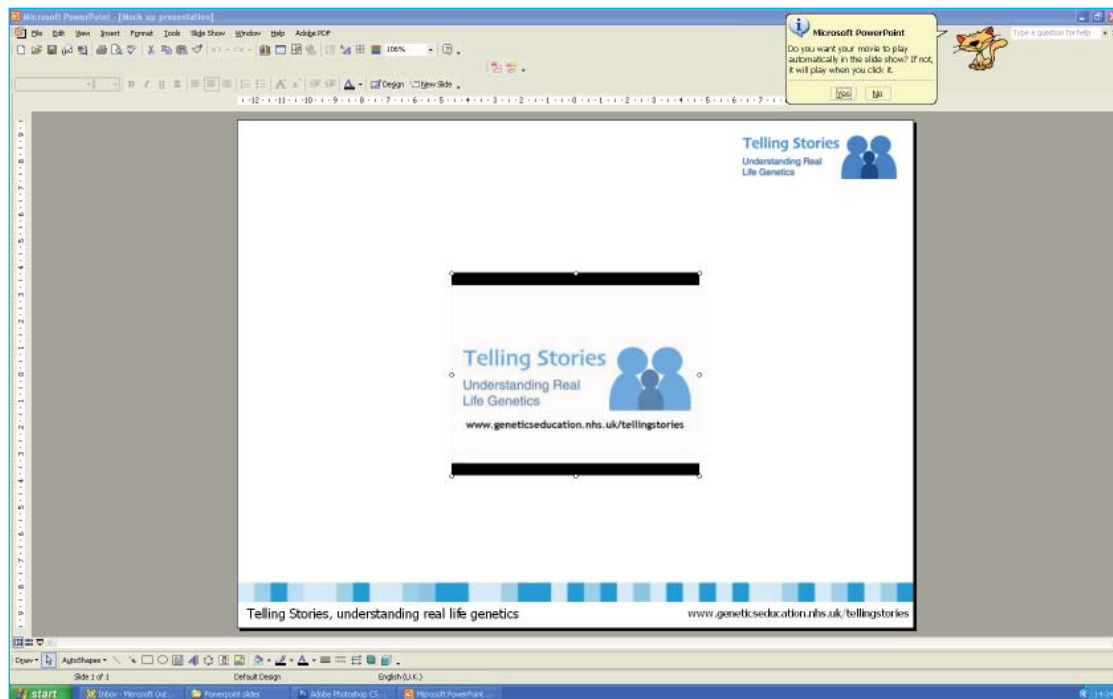 Microsoft PowerPoint - [Mock up presentation]
File Edit View Insert Format Tools Slide Show Window Help Adobe PDF
Type a question for help
106%
Design New Slide
Microsoft PowerPoint
Do you want your movie to play
automatically in the slide show? If not,
it will play when you click it.
Yes No
Telling Stories
Understanding Real
Life Genetics
Telling Stories
Understanding Real
Life Genetics
www.geneticseducation.nhs.uk/tellingstories
Telling Stories, understanding real life genetics
www.geneticseducation.nhs.uk/tellingstories
Draw AutoShapes
Slide 1 of 1 Default Design English (U.K.)
start Inbox - Microsoft Out... Powerpoint slides Adobe Photoshop CS... Microsoft PowerPoint ...